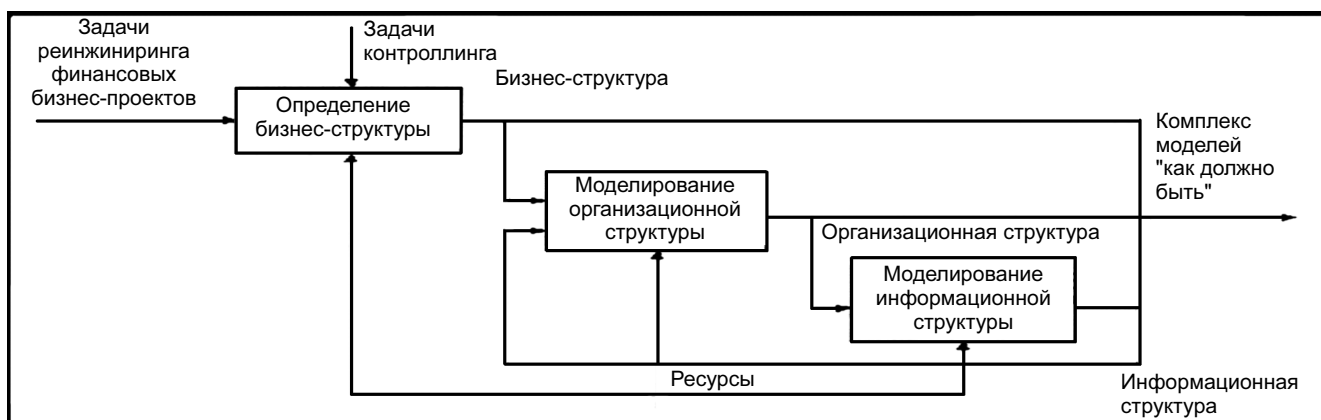 Задачи
реинжиниринга
финансовых
бизнес-проектов
Задачи
контроллинга
Бизнес-структура
Определение
бизнес-структуры
Комплекс
моделей
"как должно
быть"
Моделирование
организационной
структуры
Организационная структура
Моделирование
информационной
структуры
Ресурсы
Информационная
структура